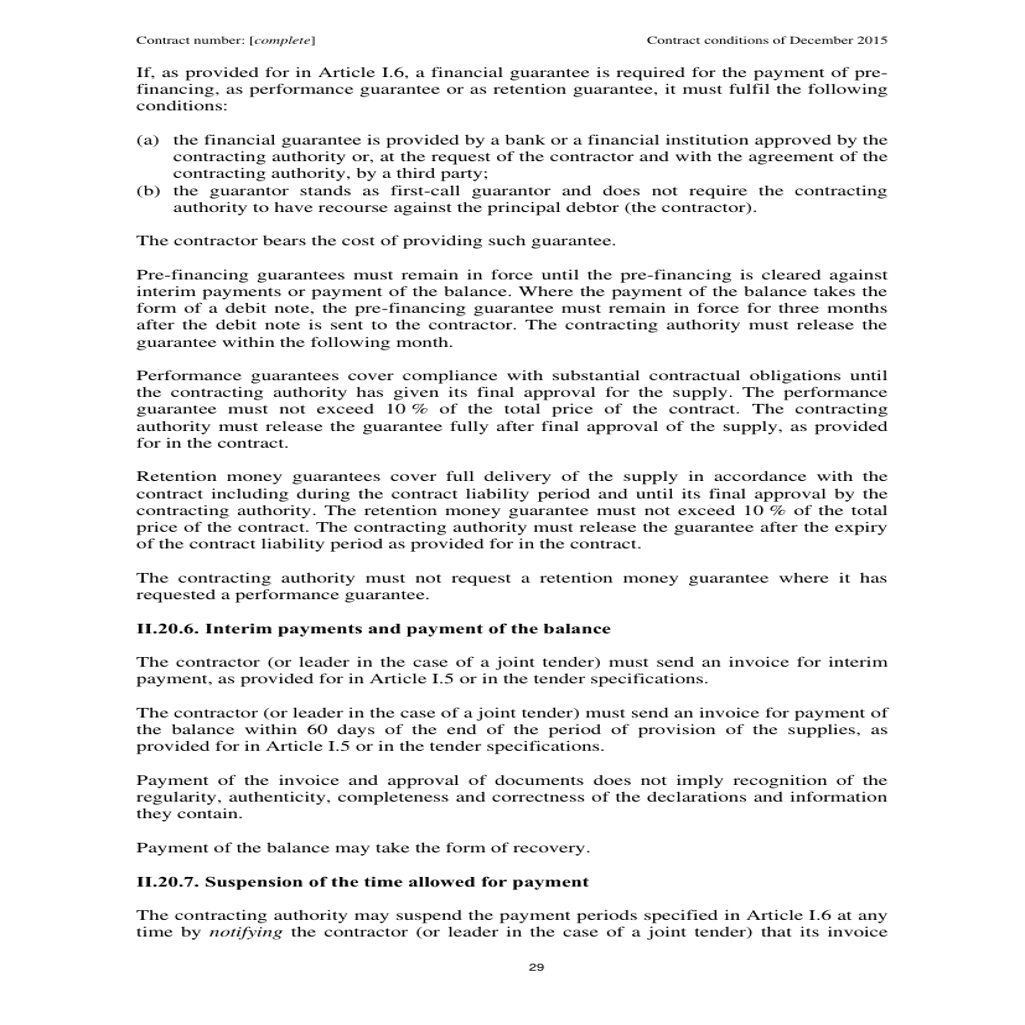 Contract number: [complete] Contract conditions of December 2015
If, as provided for in Article I.6, a financial guarantee is required for the payment of pre-
financing, as performance guarantee or as retention guarantee, it must fulfil the following
conditions:
(a) the financial guarantee is provided by a bank or a financial institution approved by the
contracting authority or, at the request of the contractor and with the agreement of the
contracting authority, by a third party;
(b) the guarantor stands as first-call guarantor and does not require the contracting
authority to have recourse against the principal debtor (the contractor).
The contractor bears the cost of providing such guarantee.
Pre-financing guarantees must remain in force until the pre-financing is cleared against
interim payments or payment of the balance. Where the payment of the balance takes the
form of a debit note, the pre-financing guarantee must remain in force for three months
after the debit note is sent to the contractor. The contracting authority must release the
guarantee within the following month.
Performance guarantees cover compliance with substantial contractual obligations until
the contracting authority has given its final approval for the supply. The performance
guarantee must not exceed 10 % of the total price of the contract. The contracting
authority must release the guarantee fully after final approval of the supply, as provided
for in the contract.
Retention money guarantees cover full delivery of the supply in accordance with the
contract including during the contract liability period and until its final approval by the
contracting authority. The retention money guarantee must not exceed 10 % of the total
price of the contract. The contracting authority must release the guarantee after the expiry
of the contract liability period as provided for in the contract.
The contracting authority must not request a retention money guarantee where it has
requested a performance guarantee.
II.20.6. Interim payments and payment of the balance
The contractor (or leader in the case of a joint tender) must send an invoice for interim
payment, as provided for in Article I.5 or in the tender specifications.
The contractor (or leader in the case of a joint tender) must send an invoice for payment of
the balance within 60 days of the end of the period of provision of the supplies, as
provided for in Article I.5 or in the tender specifications.
Payment of the invoice and approval of documents does not imply recognition of the
regularity, authenticity, completeness and correctness of the declarations and information
they contain.
Payment of the balance may take the form of recovery.
II.20.7. Suspension of the time allowed for payment
The contracting authority may suspend the payment periods specified in Article I.6 at any
time by notifying the contractor (or leader in the case of a joint tender) that its invoice
29